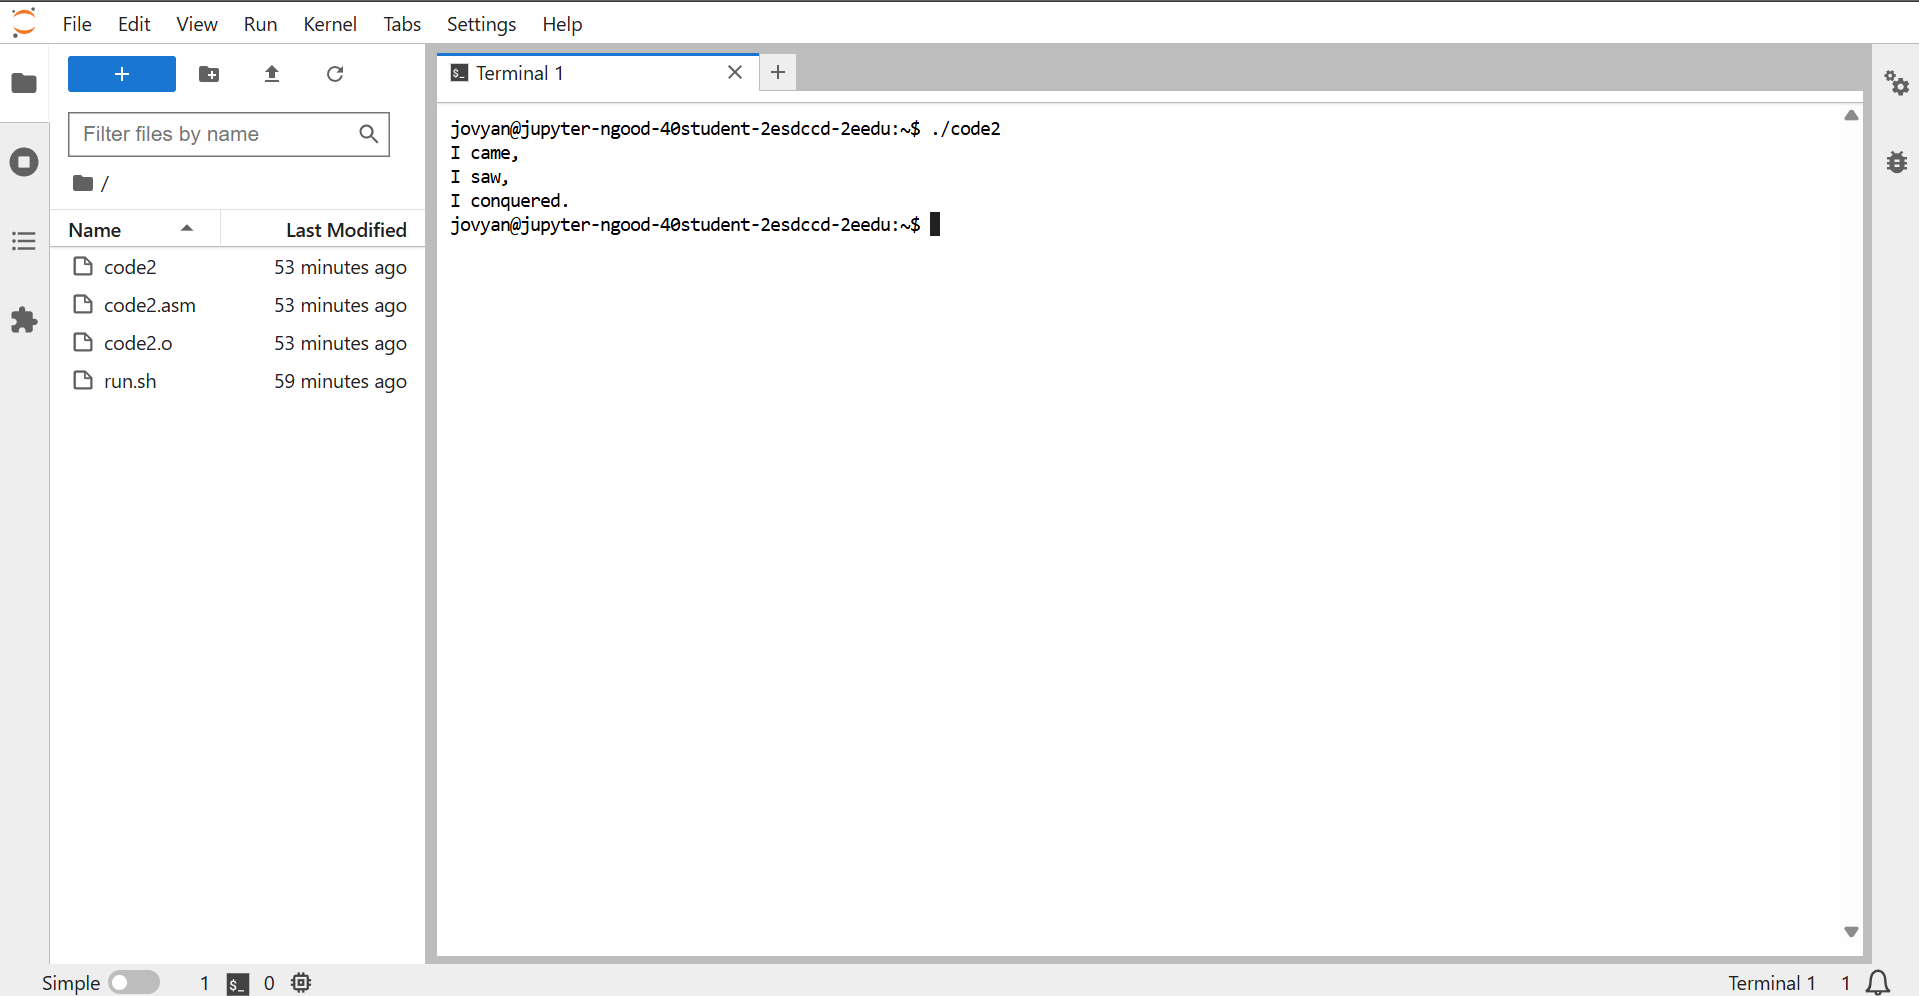 File Edit View Run Kernel Tabs Settings Help
+
Filter files by name
/
Name Last Modified
code2 53 minutes ago
code2.asm 53 minutes ago
code2.o 53 minutes ago
run.sh 59 minutes ago
$_ Terminal 1
jovyan@jupyter-ngood-40student-2esdccd-2eedu:~$ ./code2
I came,
I saw,
I conquered.
jovyan@jupyter-ngood-40student-2esdccd-2eedu:~$
Simple 1 $_ 0 Terminal 1 1